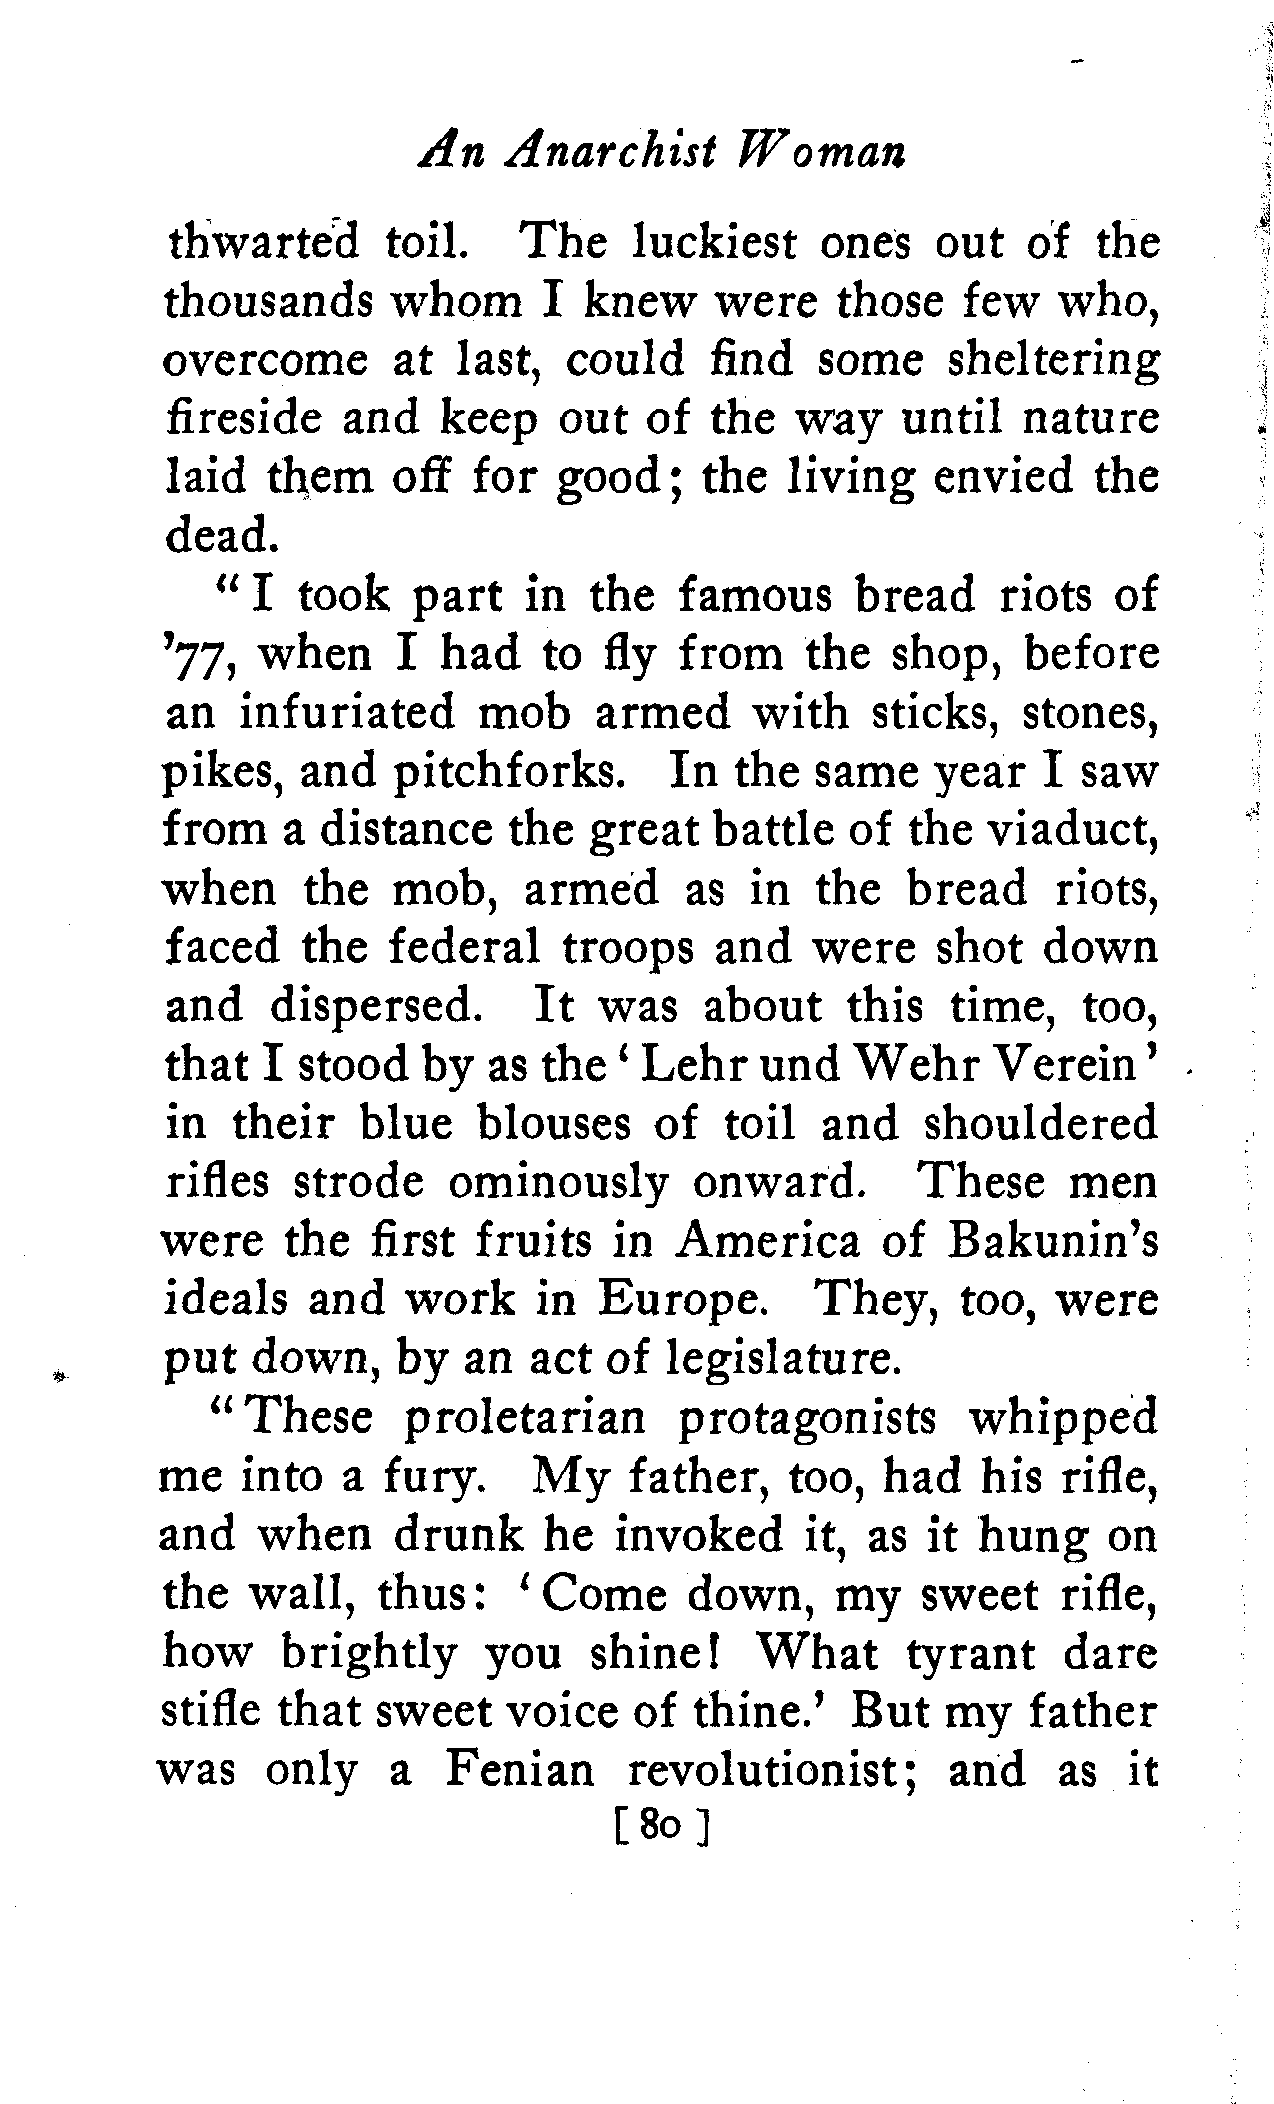 An Anarchist Woman
thwarted toil. The luckiest ones out of the
thousands whom I knew were those few who,
overcome at last, could find some sheltering
fireside and keep out of the way until nature
laid them off for good; the living envied the
dead.
“I took part in the famous bread riots of
’77, when I had to fly from the shop, before
an infuriated mob armed with sticks, stones,
pikes, and pitchforks. In the same year I saw
from a distance the great battle of the viaduct,
when the mob, armed as in the bread riots,
faced the federal troops and were shot down
and dispersed. It was about this time, too,
that I stood by as the ‘Lehr und Wehr Verein’
in their blue blouses of toil and shouldered
rifles strode ominously onward. These men
were the first fruits in America of Bakunin’s
ideals and work in Europe. They, too, were
put down, by an act of legislature.
“These proletarian protagonists whipped
me into a fury. My father, too, had his rifle,
and when drunk he invoked it, as it hung on
the wall, thus: ‘Come down, my sweet rifle,
how brightly you shine! What tyrant dare
stifle that sweet voice of thine.’ But my father
was only a Fenian revolutionist; and as it
[ 80 ]